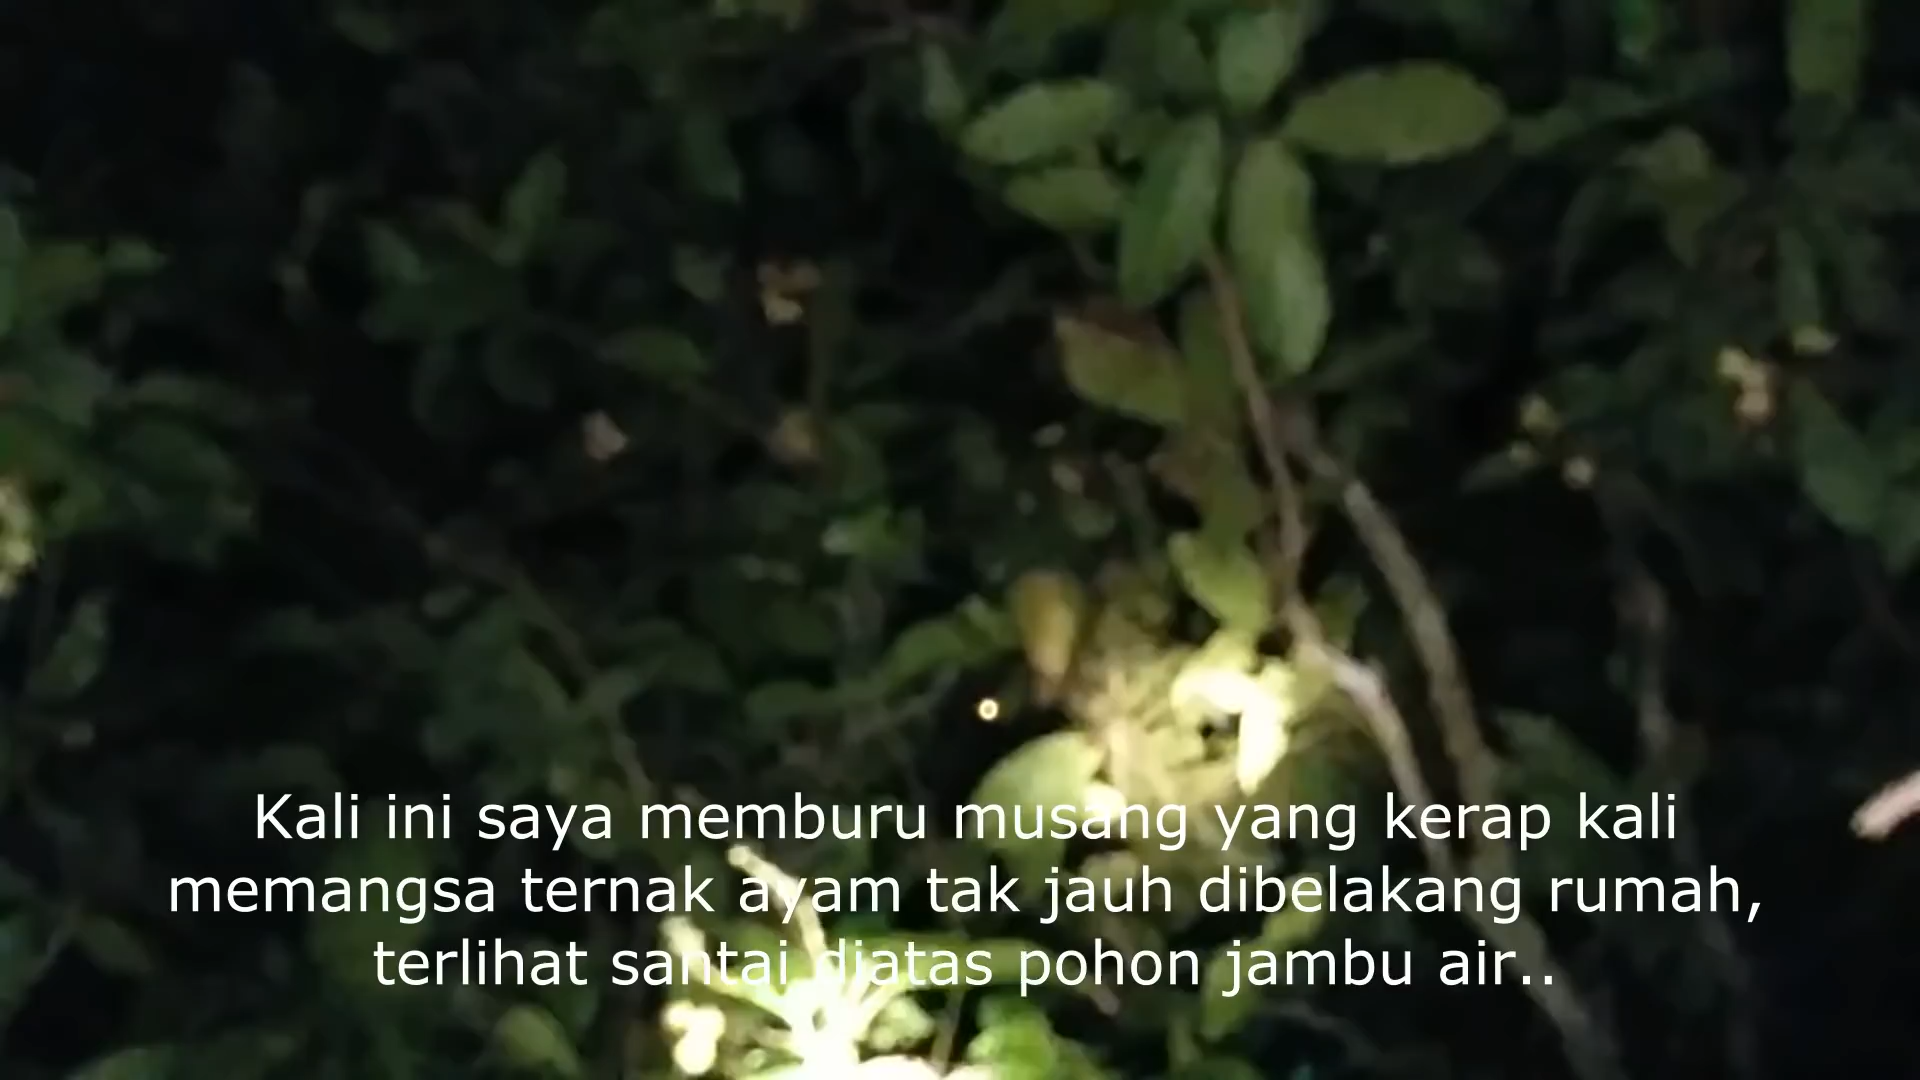 Kali ini saya memburu musang yang kerap kali
memangsa ternak ayam tak jauh dibelakang rumah,
terlihat santai diatas pohon jambu air..